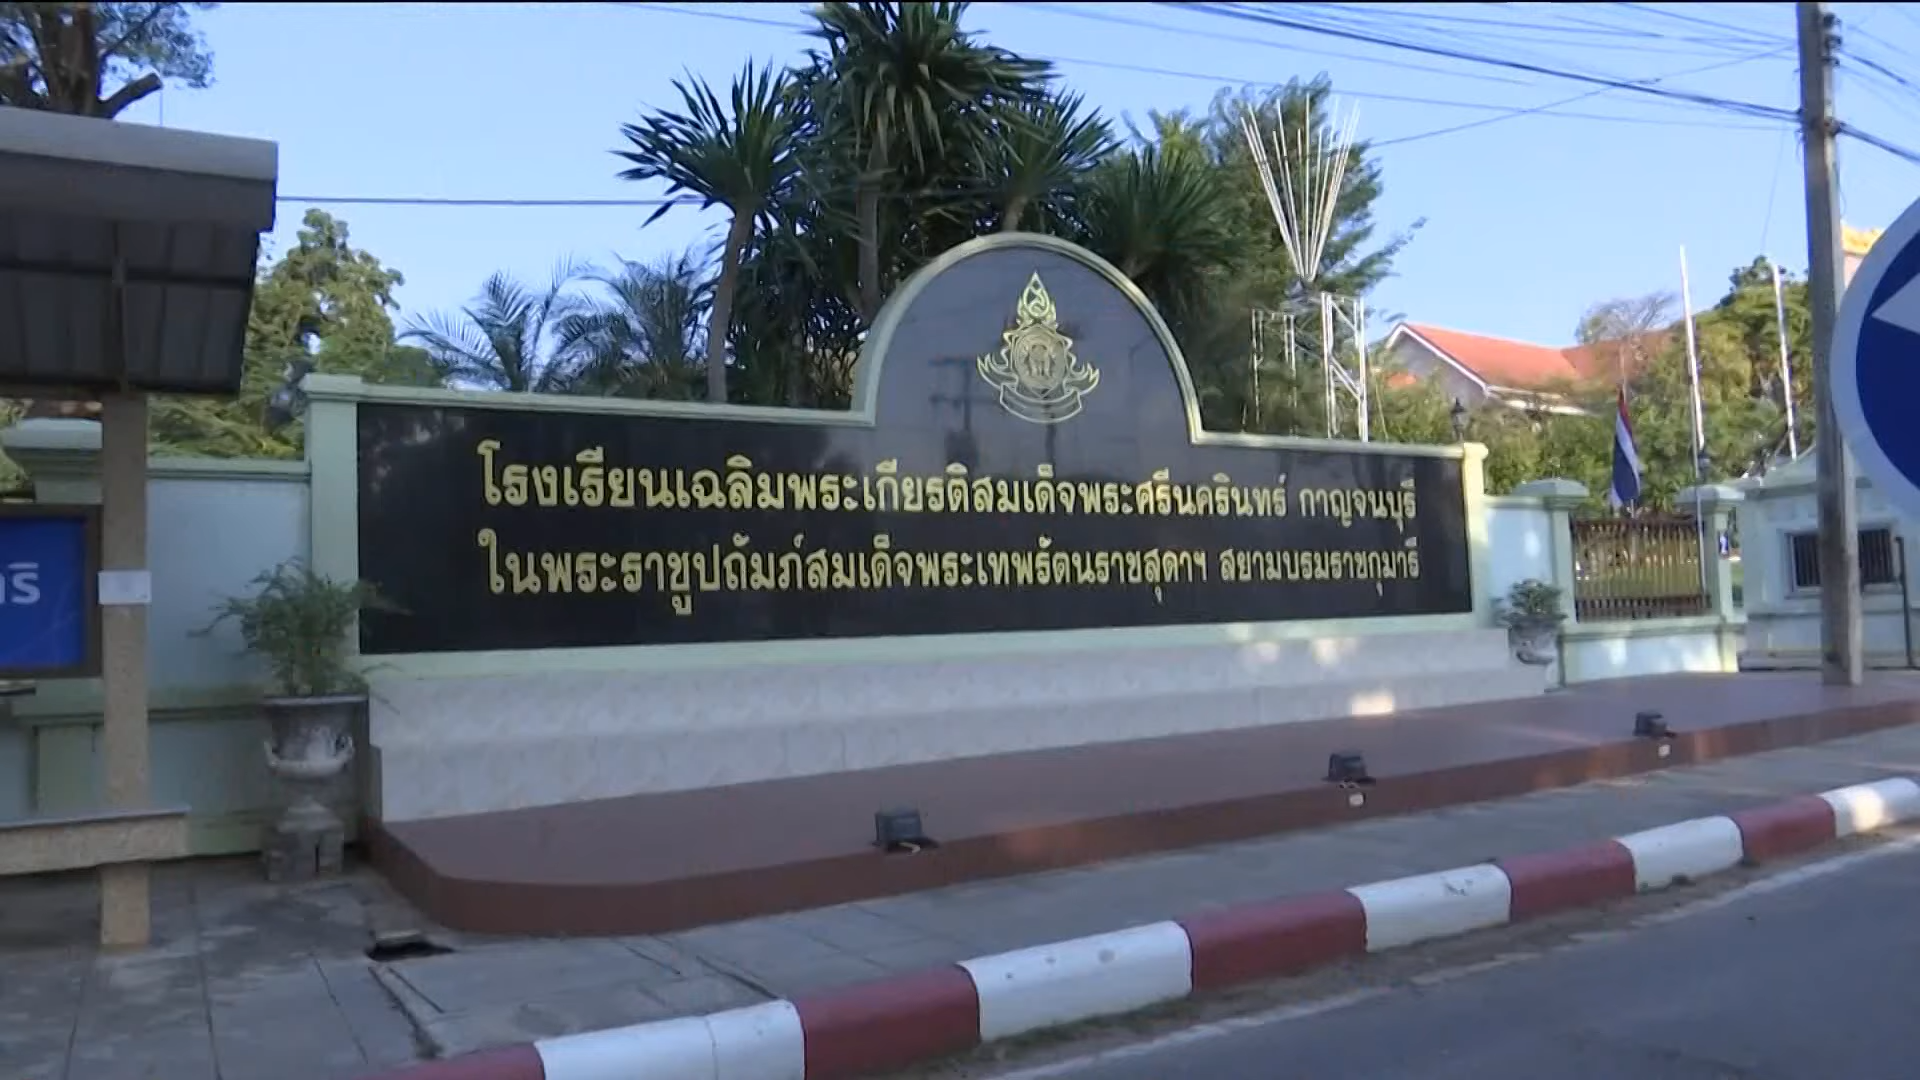 โรงเรียนเฉลิมพระเกียรติสมเด็จพระศรีนครินทร์ กาญจนบุรี
ในพระราชูปถัมภ์สมเด็จพระเทพรัตนราชสุดาฯ สยามบรมราชกุมารี